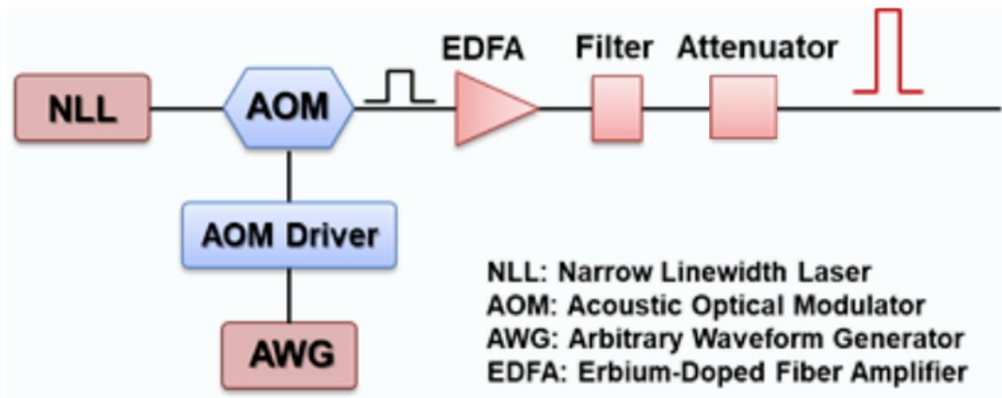 EDFA Filter Attenuator
NLL AOM
AOM Driver
AWG
NLL: Narrow Linewidth Laser
AOM: Acoustic Optical Modulator
AWG: Arbitrary Waveform Generator
EDFA: Erbium-Doped Fiber Amplifier